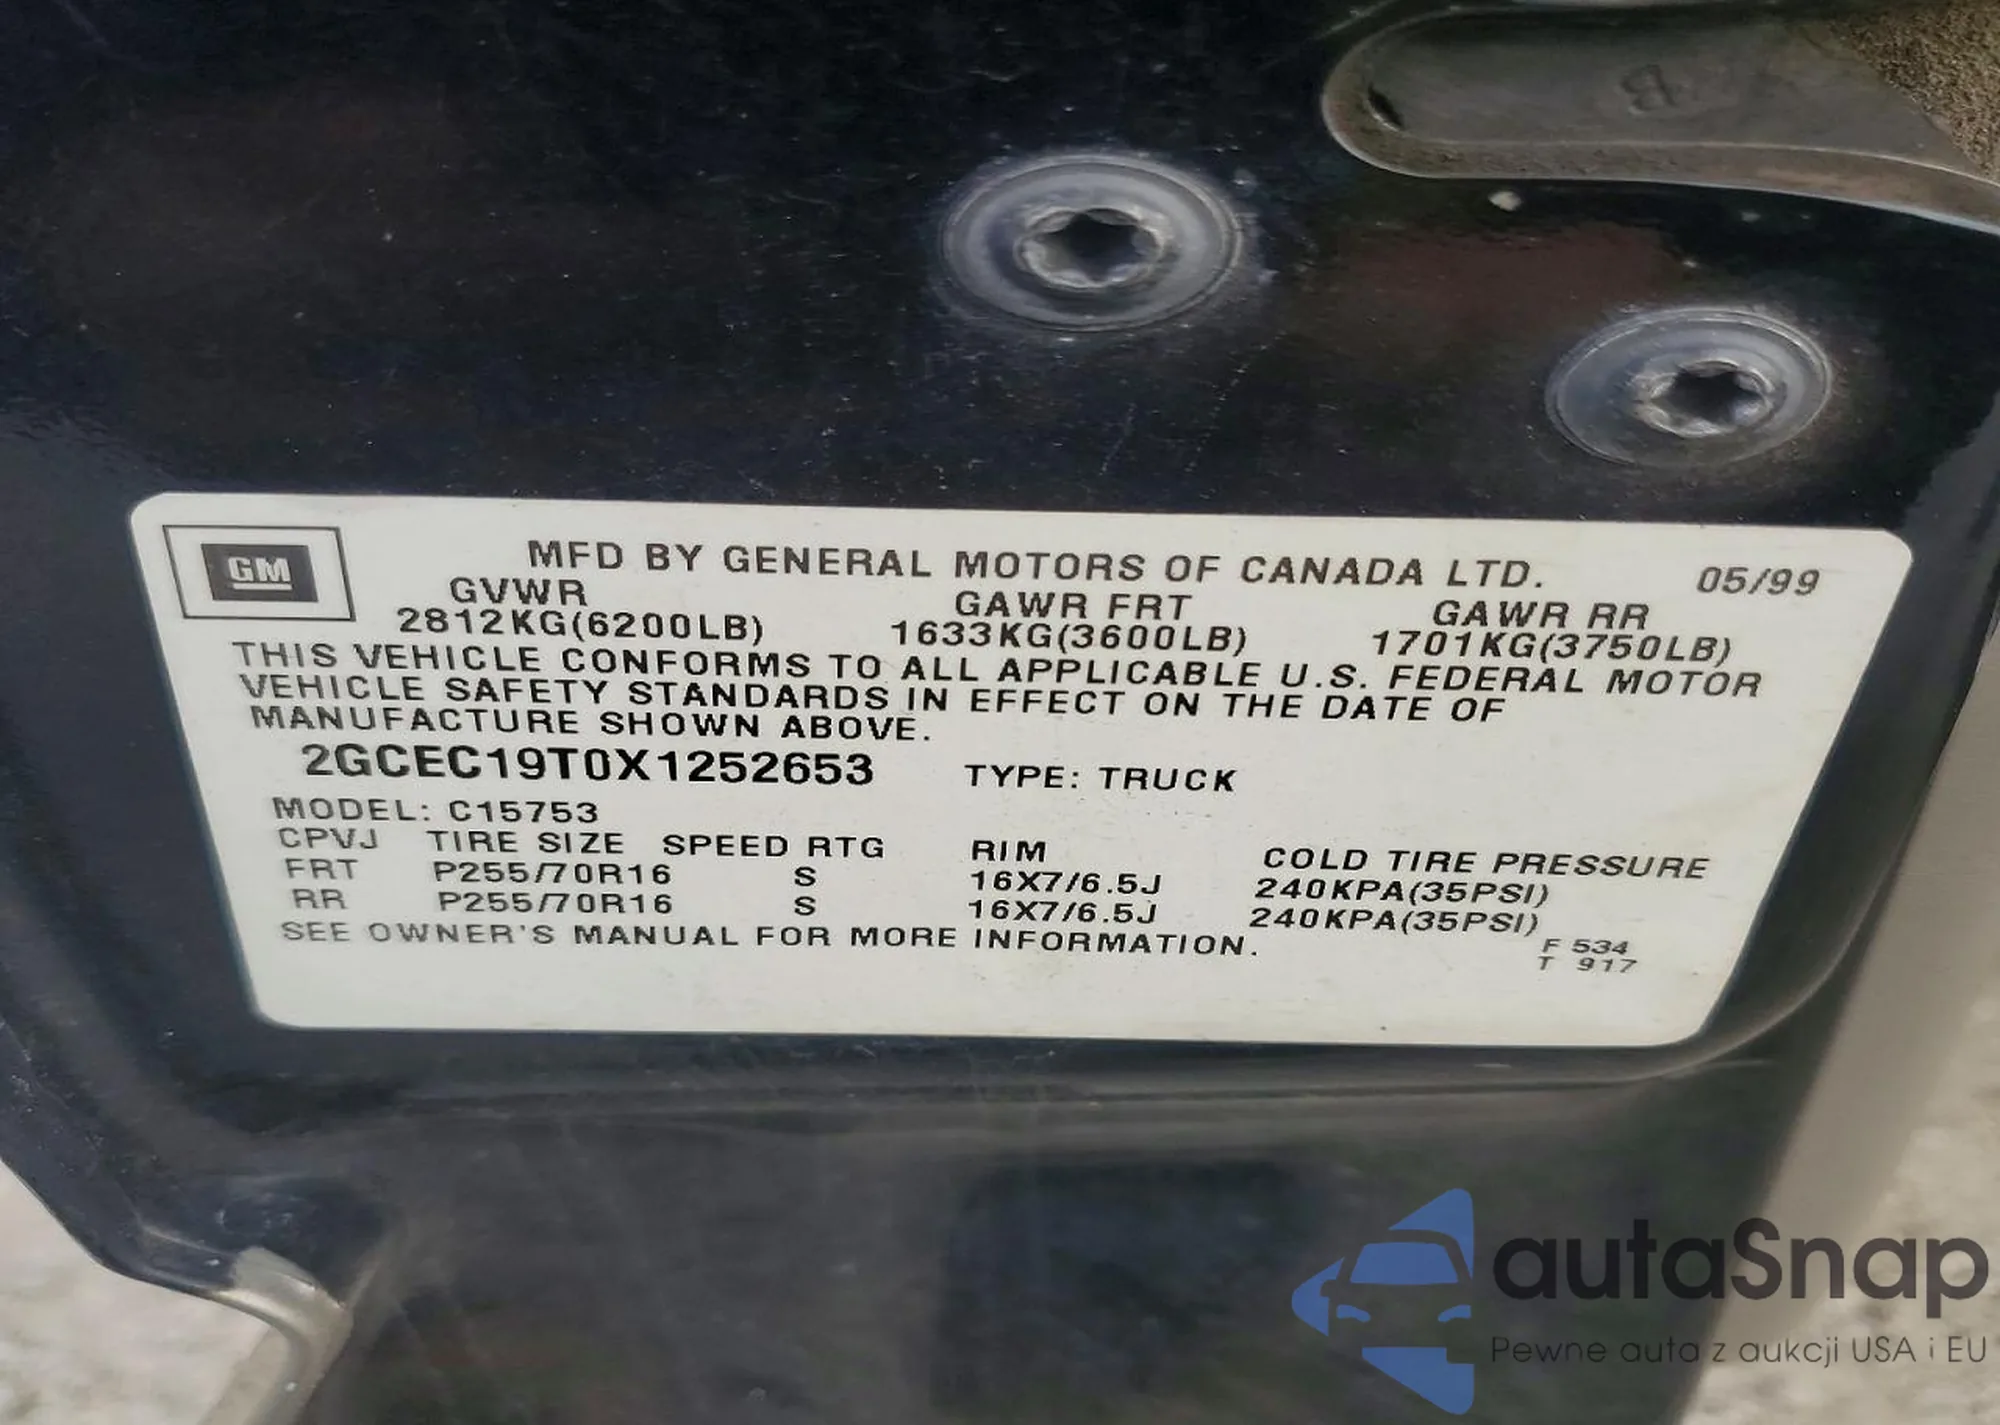 B
GM
MFD BY GENERAL MOTORS OF CANADA LTD. 05/99
GVWR GAWR FRT GAWR RR
2812KG(6200LB) 1633KG(3600LB) 1701KG(3750LB)
THIS VEHICLE CONFORMS TO ALL APPLICABLE U.S. FEDERAL MOTOR
VEHICLE SAFETY STANDARDS IN EFFECT ON THE DATE OF
MANUFACTURE SHOWN ABOVE.
2GCEC19T0X1252653 TYPE: TRUCK
MODEL: C15753
CPVJ TIRE SIZE SPEED RTG RIM COLD TIRE PRESSURE
FRT P255/70R16 S 16X7/6.5J 240KPA(35PSI)
RR P255/70R16 S 16X7/6.5J 240KPA(35PSI)
SEE OWNER'S MANUAL FOR MORE INFORMATION.
F 534
T 917
autaSnap
Pewne auta z aukcji USA i EU